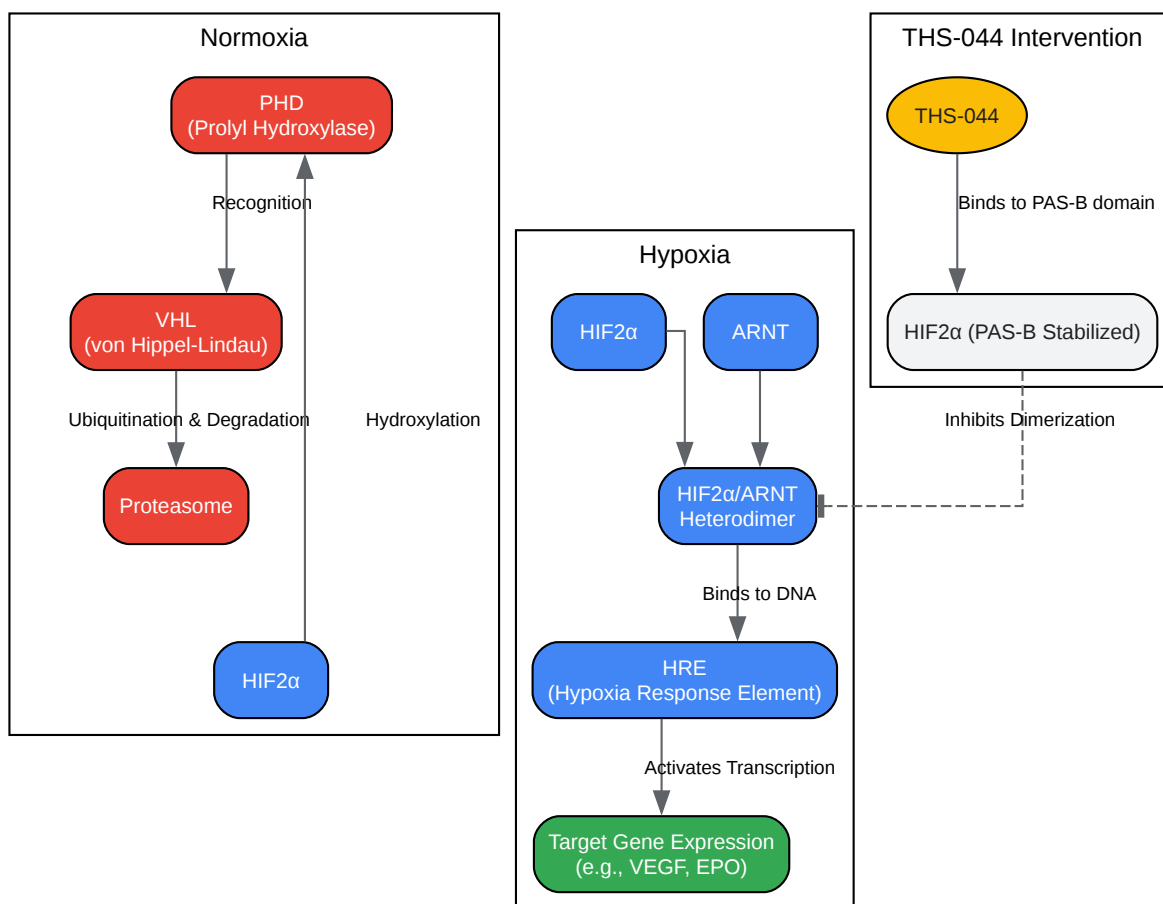 Normoxia
PHD
(Prolyl Hydroxylase)
Recognition
VHL
(von Hippel-Lindau)
Ubiquitination & Degradation
Hydroxylation
Proteasome
HIF2α
Hypoxia
HIF2α
ARNT
HIF2α/ARNT
Heterodimer
Binds to DNA
HRE
(Hypoxia Response Element)
Activates Transcription
Target Gene Expression
(e.g., VEGF, EPO)
THS-044 Intervention
THS-044
Binds to PAS-B domain
HIF2α (PAS-B Stabilized)
Inhibits Dimerization